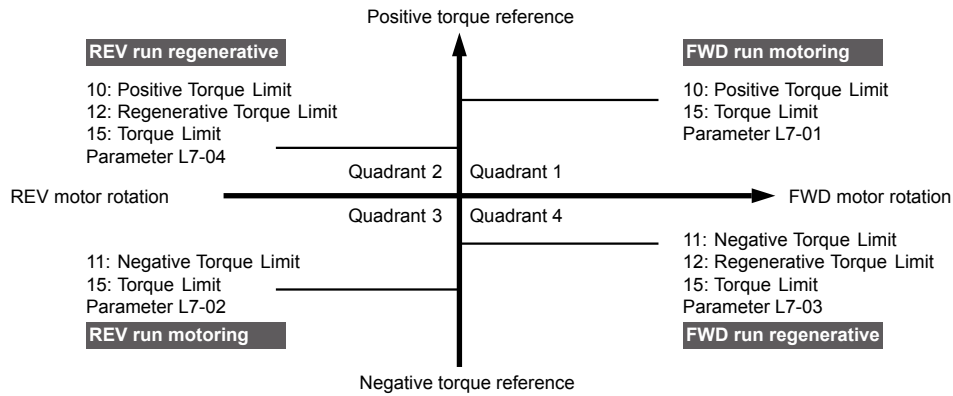 Positive torque reference
REV run regenerative
10: Positive Torque Limit
12: Regenerative Torque Limit
15: Torque Limit
Parameter L7-04
FWD run motoring
10: Positive Torque Limit
15: Torque Limit
Parameter L7-01
Quadrant 2
Quadrant 1
REV motor rotation
FWD motor rotation
Quadrant 3
Quadrant 4
11: Negative Torque Limit
15: Torque Limit
Parameter L7-02
REV run motoring
11: Negative Torque Limit
12: Regenerative Torque Limit
15: Torque Limit
Parameter L7-03
FWD run regenerative
Negative torque reference